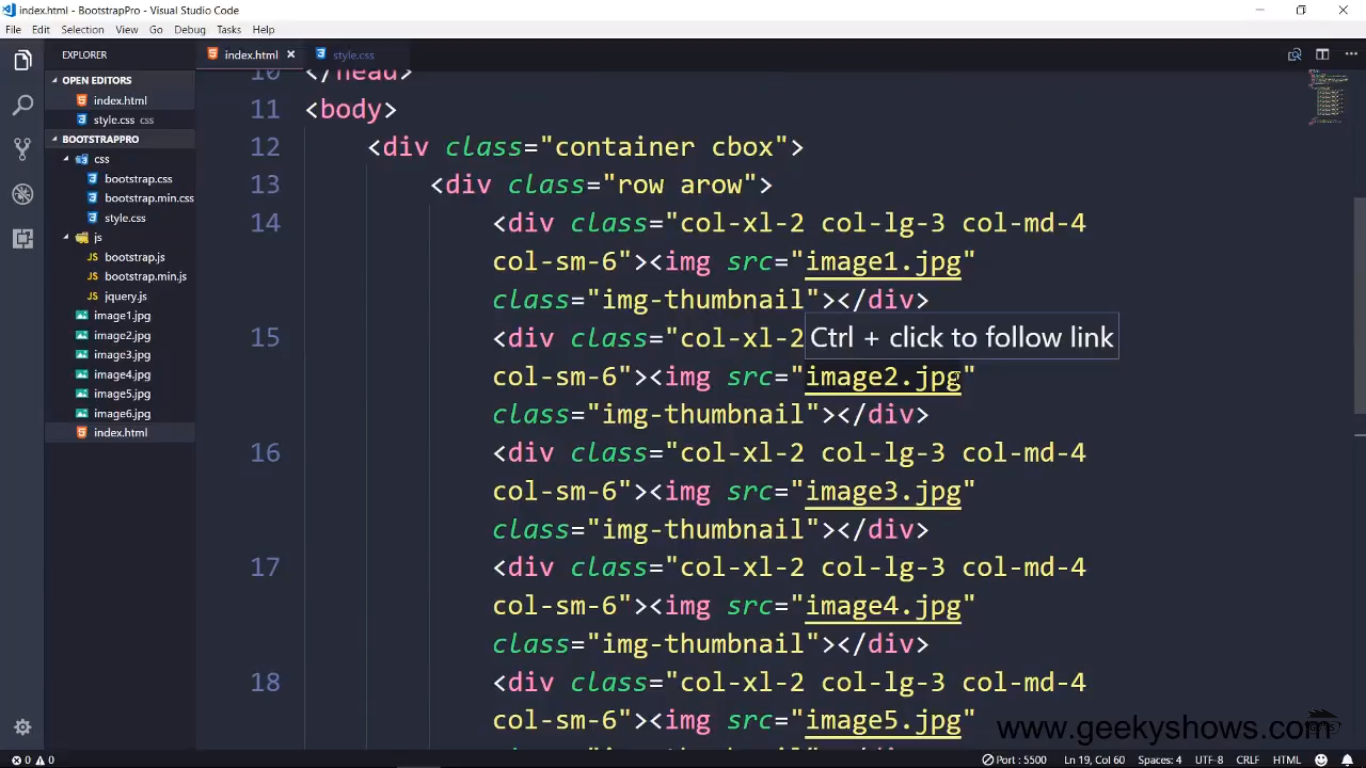 index.html - BootstrapPro - Visual Studio Code
File Edit Selection View Go Debug Tasks Help
EXPLORER
index.html
style.css
OPEN EDITORS
index.html
style.css css
BOOTSTRAPPRO
css
bootstrap.css
bootstrap.min.css
style.css
js
JS bootstrap.js
JS bootstrap.min.js
JS jquery.js
image1.jpg
image2.jpg
image3.jpg
image4.jpg
image5.jpg
image6.jpg
index.html
10 </head>
11 <body>
12 <div class="container cbox">
13 <div class="row arow">
14 <div class="col-xl-2 col-lg-3 col-md-4
col-sm-6"><img src="image1.jpg"
class="img-thumbnail"></div>
15 <div class="col-xl-2
Ctrl + click to follow link
col-sm-6"><img src="image2.jpg"
class="img-thumbnail"></div>
16 <div class="col-xl-2 col-lg-3 col-md-4
col-sm-6"><img src="image3.jpg"
class="img-thumbnail"></div>
17 <div class="col-xl-2 col-lg-3 col-md-4
col-sm-6"><img src="image4.jpg"
class="img-thumbnail"></div>
18 <div class="col-xl-2 col-lg-3 col-md-4
col-sm-6"><img src="image5.jpg"
www.geekyshows.com
0 0
Port : 5500 Ln 19, Col 60 Spaces: 4 UTF-8 CRLF HTML